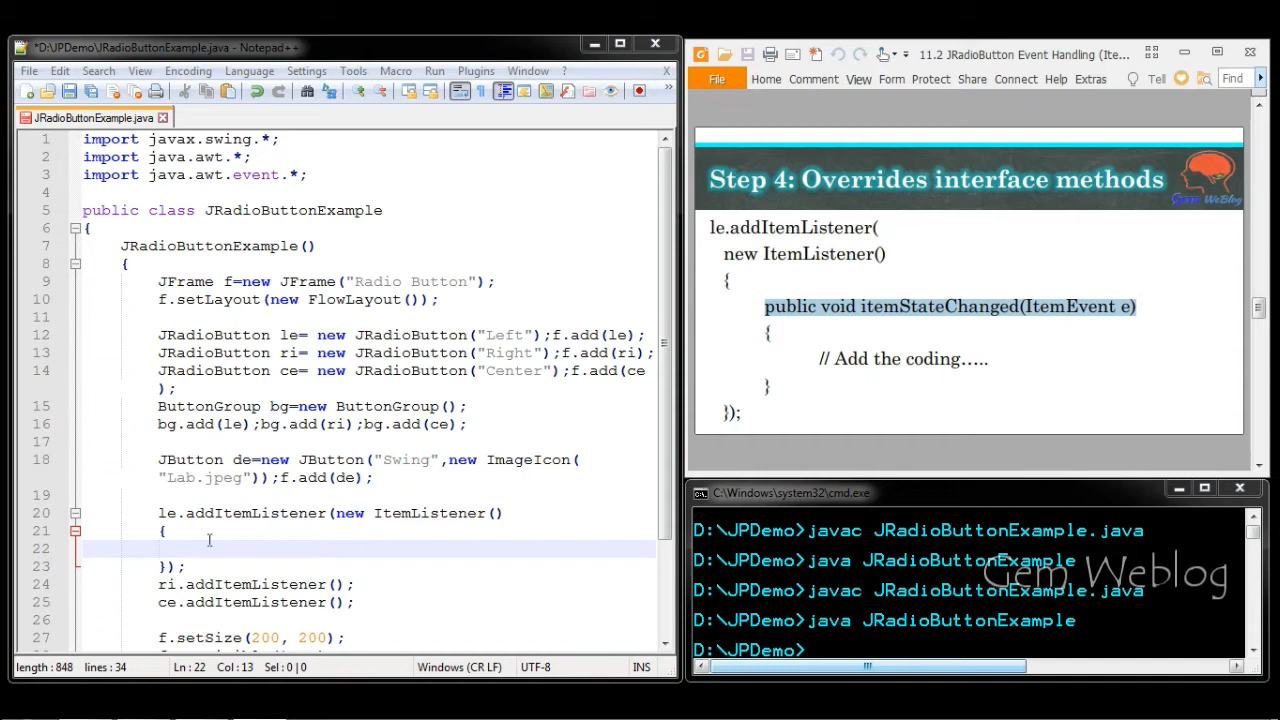 *D:\JPDemo\JRadioButtonExample.java - Notepad++
File Edit Search View Encoding Language Settings Tools Macro Run Plugins Window ? X
JRadioButtonExample.java
1 import javax.swing.*;
2 import java.awt.*;
3 import java.awt.event.*;
4
5 public class JRadioButtonExample
6 {
7 JRadioButtonExample()
8 {
9 JFrame f=new JFrame("Radio Button");
10 f.setLayout(new FlowLayout());
11
12 JRadioButton le= new JRadioButton("Left");f.add(le);
13 JRadioButton ri= new JRadioButton("Right");f.add(ri);
14 JRadioButton ce= new JRadioButton("Center");f.add(ce
);
15 ButtonGroup bg=new ButtonGroup();
16 bg.add(le);bg.add(ri);bg.add(ce);
17
18 JButton de=new JButton("Swing",new ImageIcon(
"Lab.jpeg"));f.add(de);
19
20 le.addItemListener(new ItemListener()
21 {
22
23 });
24 ri.addItemListener();
25 ce.addItemListener();
26
27 f.setSize(200, 200);
length : 848 lines : 34 Ln : 22 Col : 13 Sel : 0 | 0 Windows (CR LF) UTF-8 INS
11.2 JRadioButton Event Handling (Ite...
File Home Comment View Form Protect Share Connect Help Extras Tell Find
Step 4: Overrides interface methods
Gem WeBlog
le.addItemListener(
new ItemListener()
{
public void itemStateChanged(ItemEvent e)
{
// Add the coding.....
}
});
C:\Windows\system32\cmd.exe
D:\JPDemo>javac JRadioButtonExample.java
D:\JPDemo>java JRadioButtonExample
D:\JPDemo>javac JRadioButtonExample.java
D:\JPDemo>java JRadioButtonExample
D:\JPDemo>
Gem Weblog